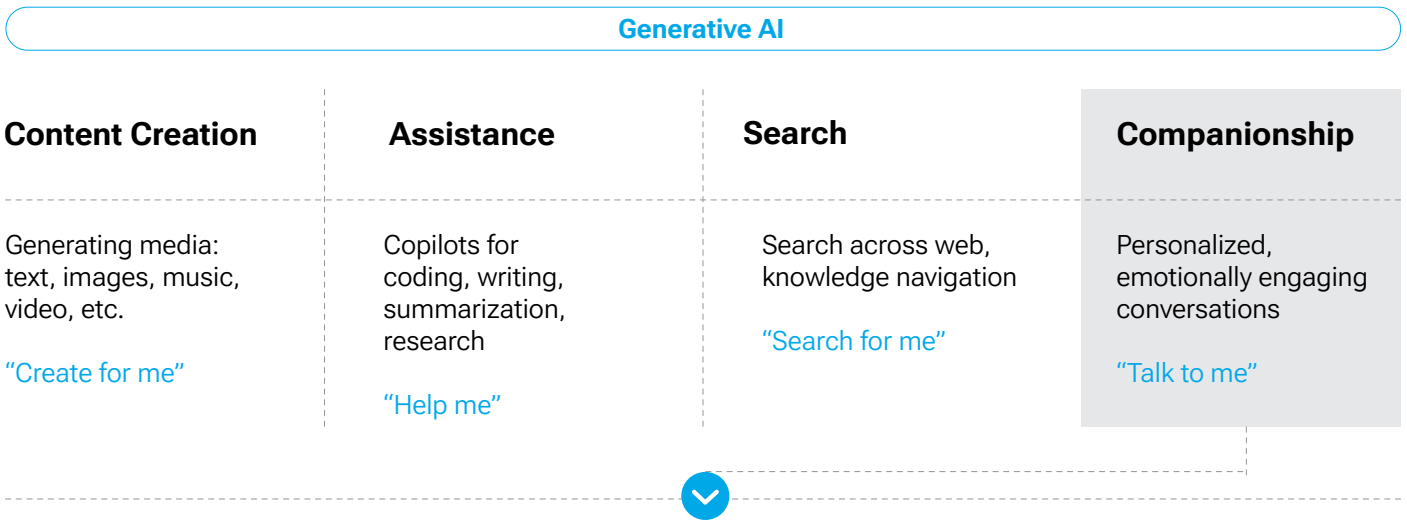 Generative AI
Content Creation
Assistance
Search
Companionship
Generating media:
text, images, music,
video, etc.
“Create for me”
Copilots for
coding, writing,
summarization,
research
“Help me”
Search across web,
knowledge navigation
“Search for me”
Personalized,
emotionally engaging
conversations
“Talk to me”